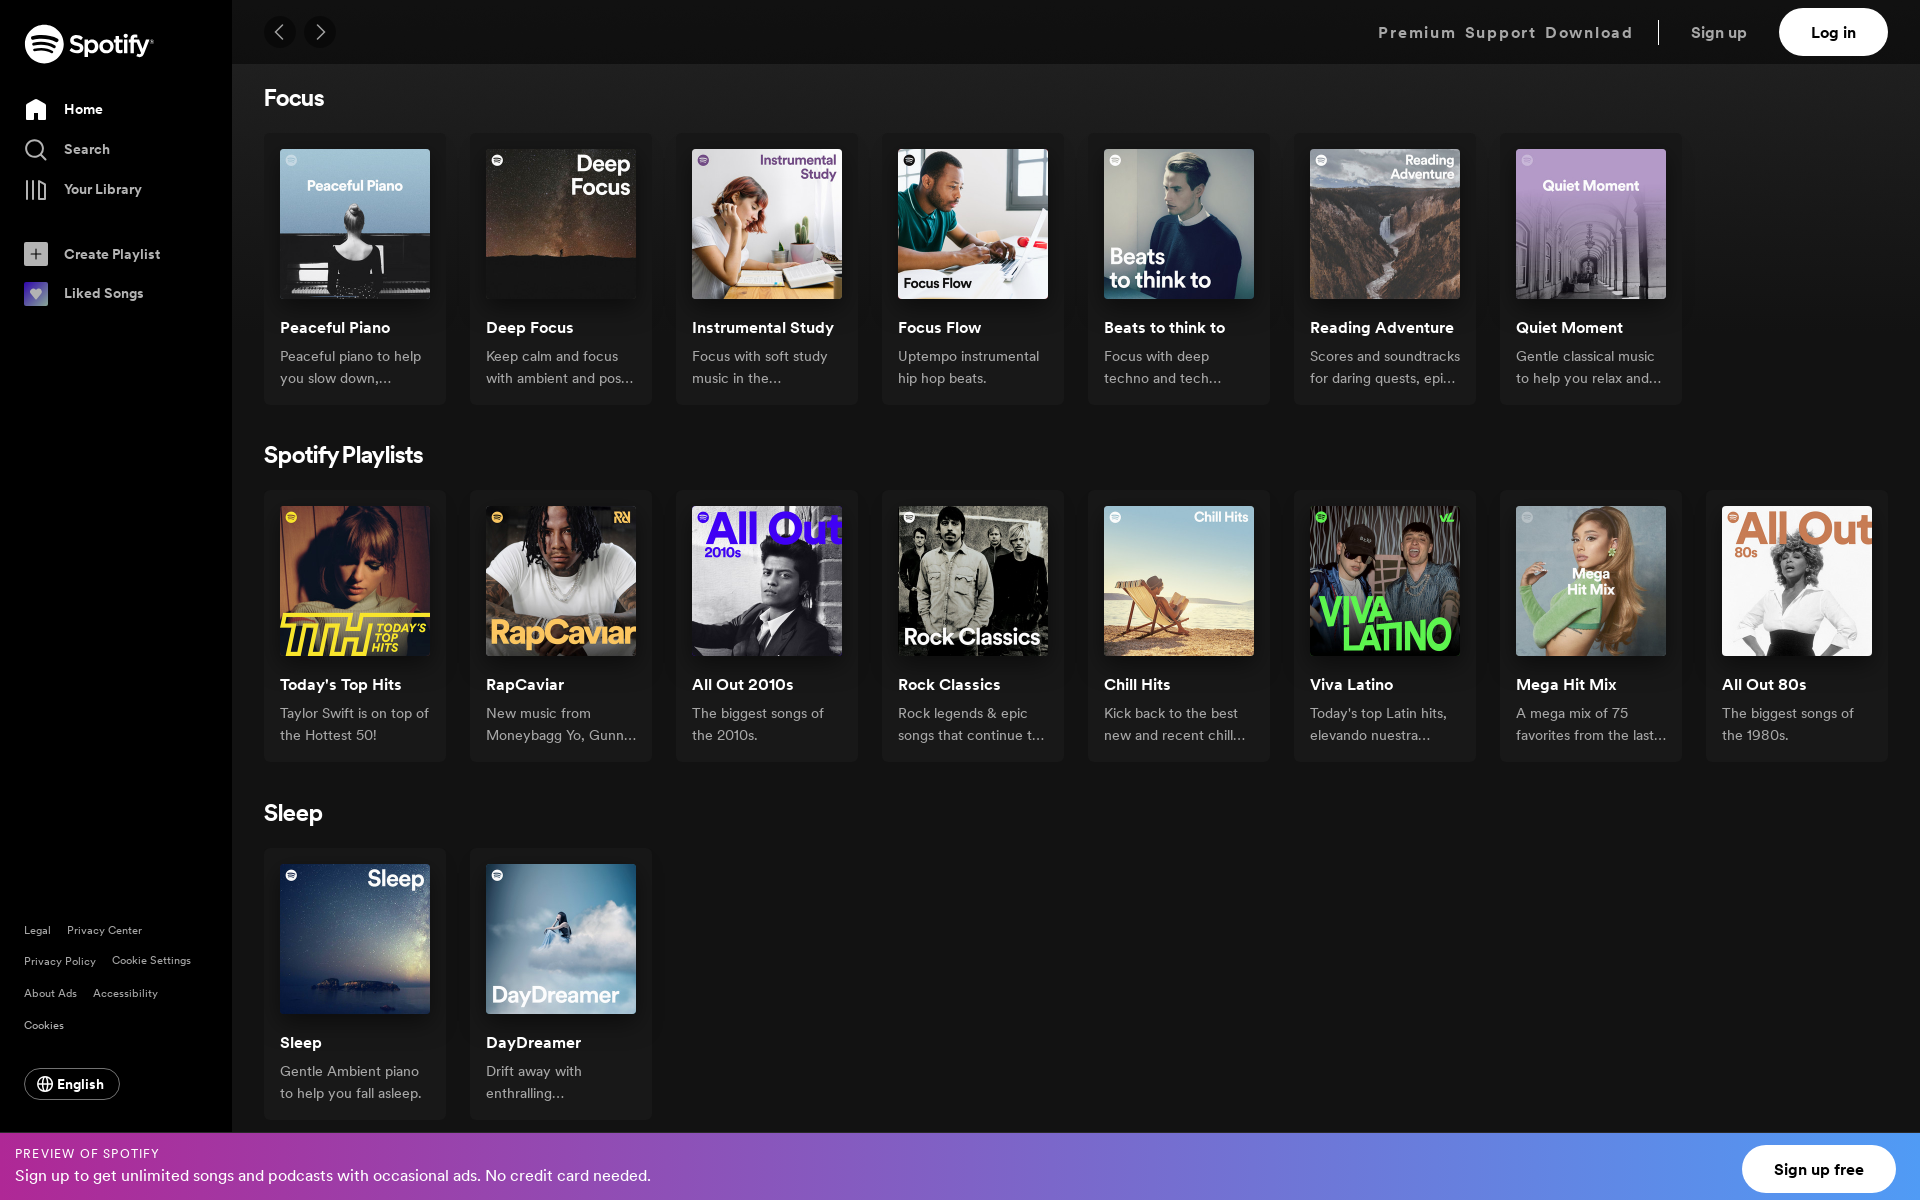 Spotify
Home
Search
Your Library
Create Playlist
Liked Songs
Legal Privacy Center
Privacy Policy Cookie Settings
About Ads Accessibility
Cookies
English
Premium Support Download Sign up Log in
Focus
Peaceful Piano
Peaceful Piano
Peaceful piano to help
you slow down,...
Deep
Focus
Deep Focus
Keep calm and focus
with ambient and pos...
Instrumental
Study
Instrumental Study
Focus with soft study
music in the...
Focus Flow
Focus Flow
Uptempo instrumental
hip hop beats.
Beats
to think to
Beats to think to
Focus with deep
techno and tech...
Reading
Adventure
Reading Adventure
Scores and soundtracks
for daring quests, epi...
Quiet Moment
Quiet Moment
Gentle classical music
to help you relax and...
Spotify Playlists
TTH TODAY'S
TOP
HITS
Today's Top Hits
Taylor Swift is on top of
the Hottest 50!
RapCaviar
RapCaviar
New music from
Moneybagg Yo, Gunn...
All Out
2010s
All Out 2010s
The biggest songs of
the 2010s.
Rock Classics
Rock Classics
Rock legends & epic
songs that continue t...
Chill Hits
Chill Hits
Kick back to the best
new and recent chill...
VL
VIVA
LATINO
Viva Latino
Today's top Latin hits,
elevando nuestra...
Mega
Hit Mix
Mega Hit Mix
A mega mix of 75
favorites from the last...
All Out
80s
All Out 80s
The biggest songs of
the 1980s.
Sleep
Sleep
Sleep
Gentle Ambient piano
to help you fall asleep.
DayDreamer
DayDreamer
Drift away with
enthralling...
PREVIEW OF SPOTIFY
Sign up to get unlimited songs and podcasts with occasional ads. No credit card needed.
Sign up free